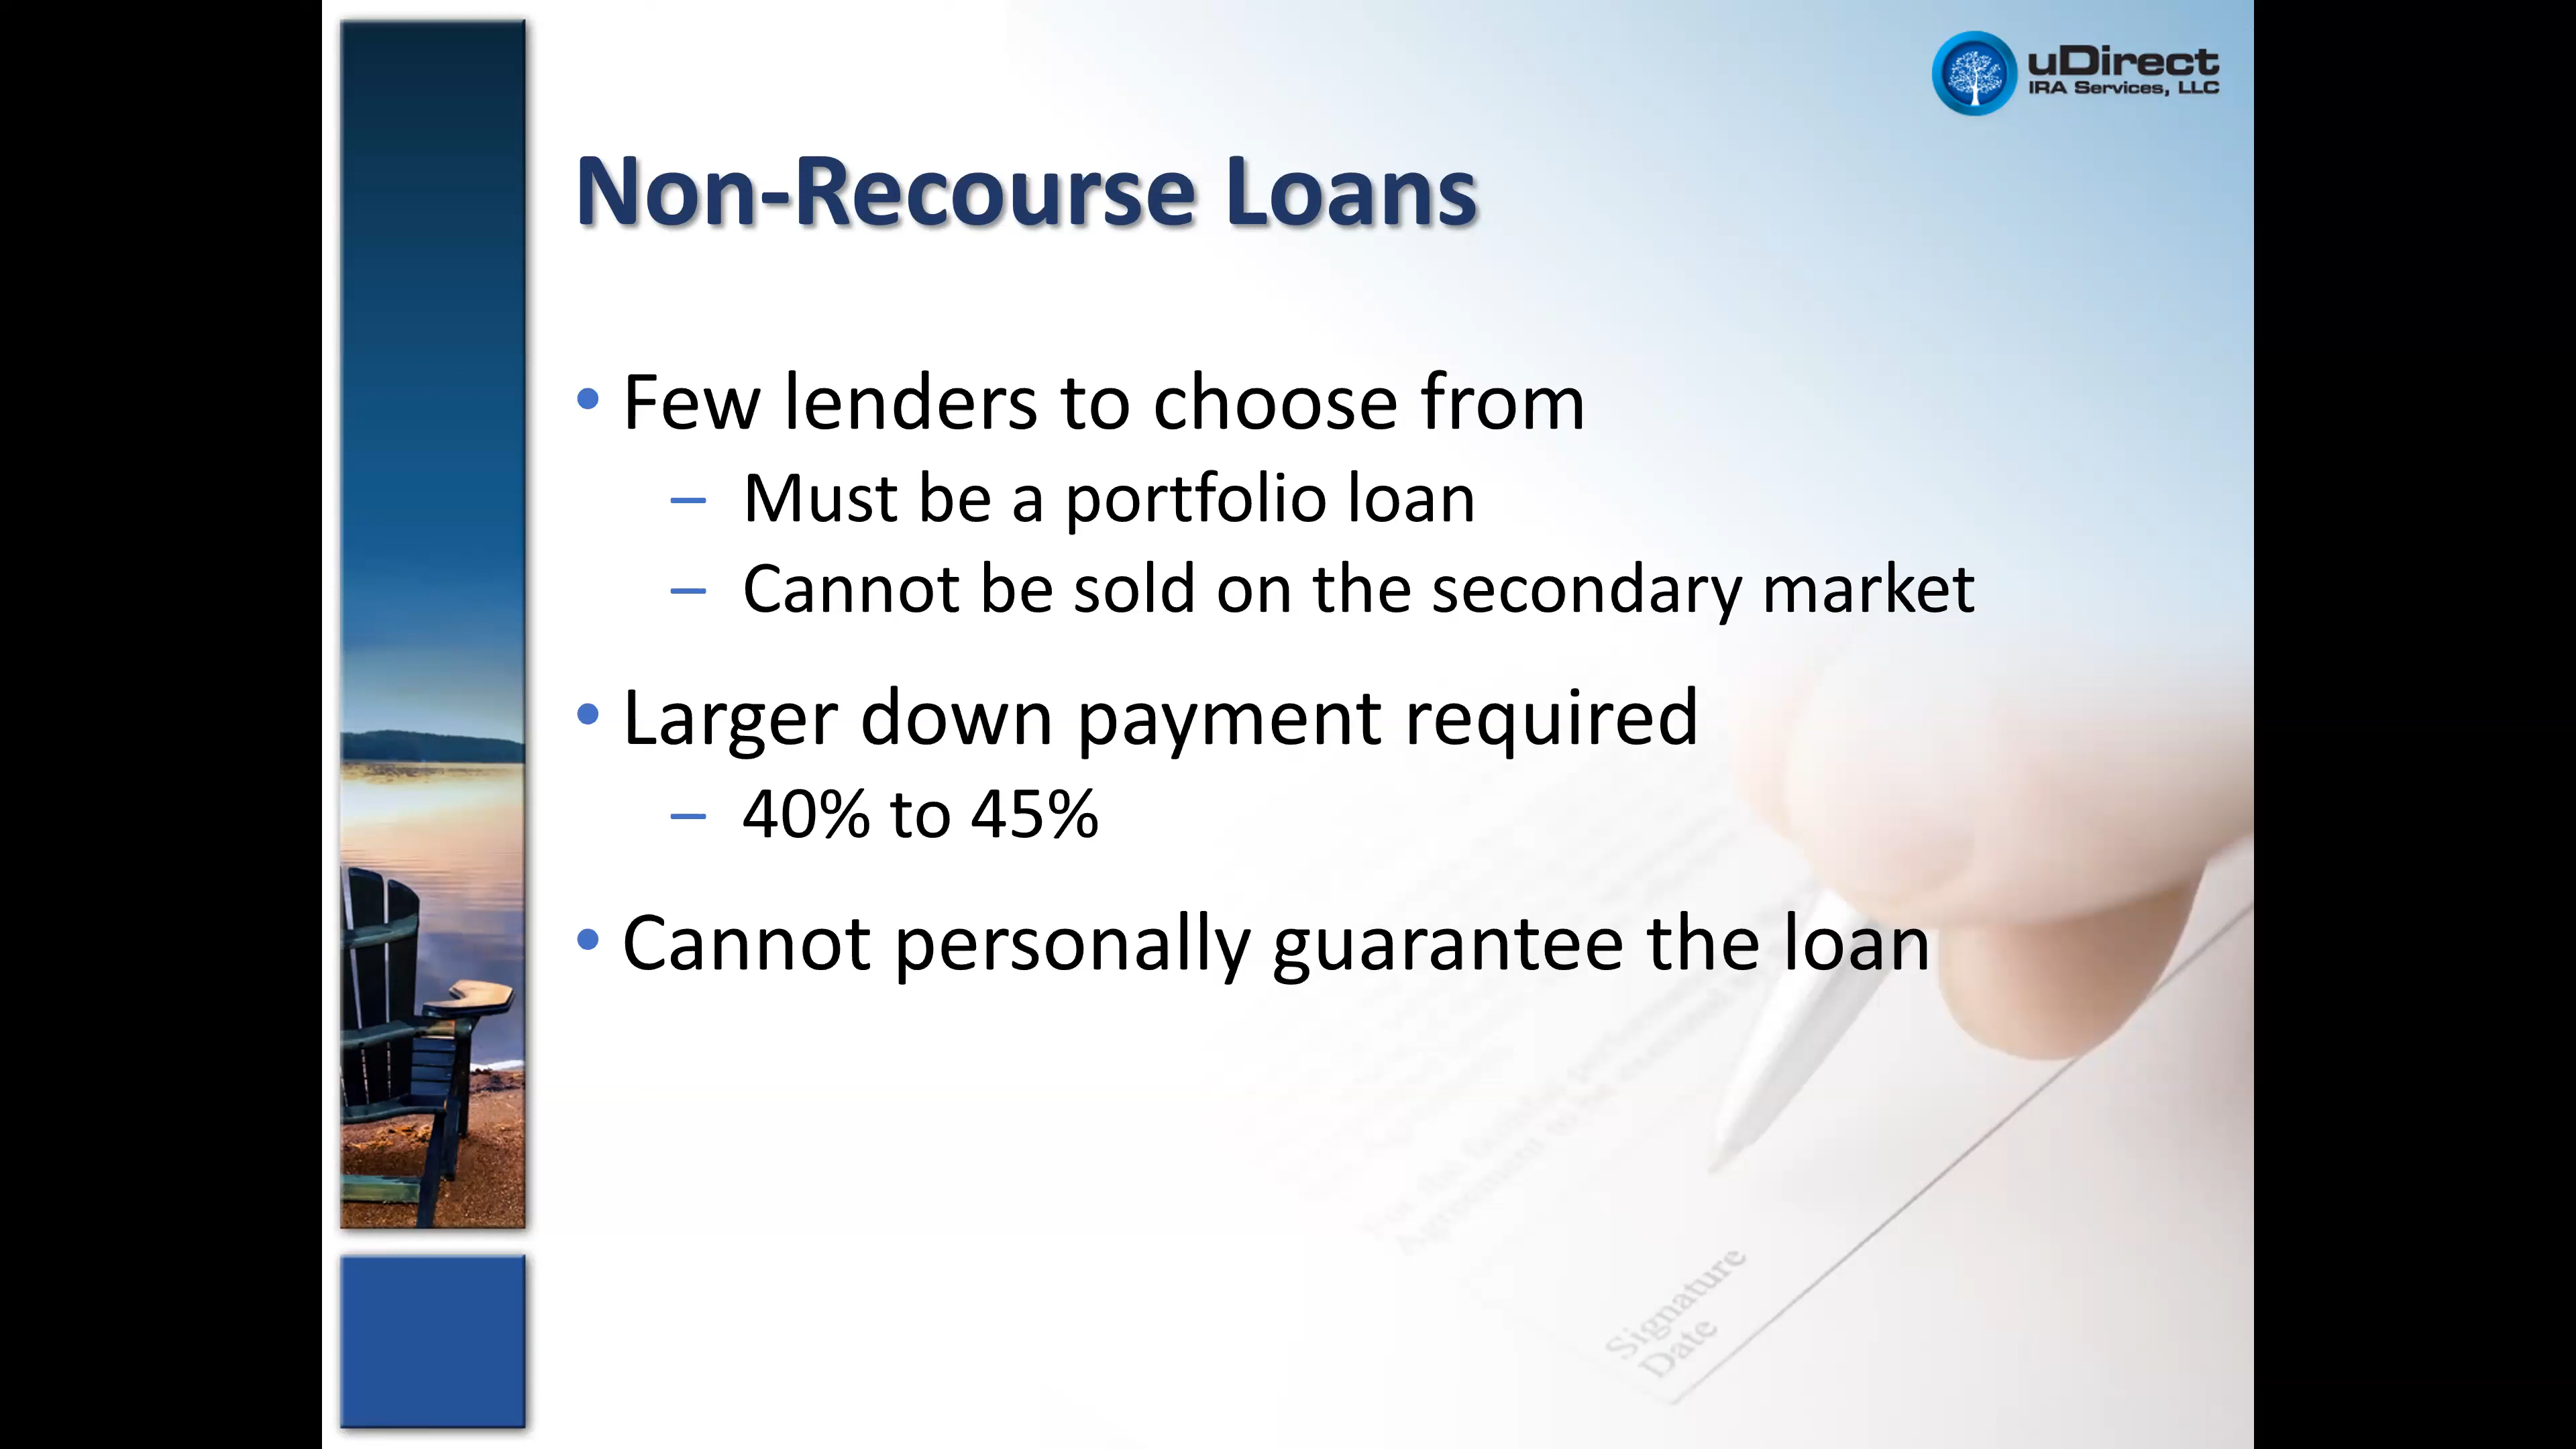 uDirect
IRA Services, LLC
Non-Recourse Loans
• Few lenders to choose from
– Must be a portfolio loan
– Cannot be sold on the secondary market
• Larger down payment required
– 40% to 45%
• Cannot personally guarantee the loan
Signature
Date